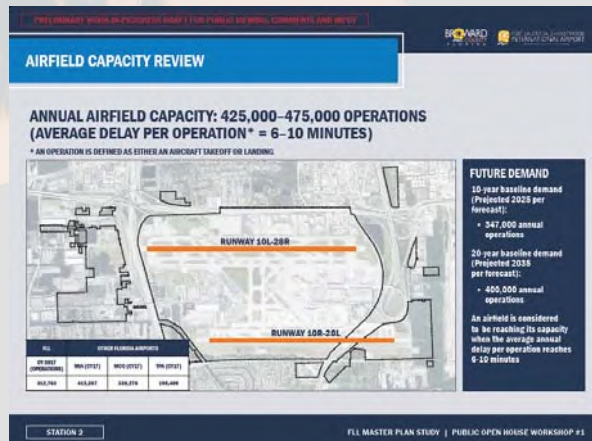 PRELIMINARY WORK-IN-PROGRESS DRAFT FOR PUBLIC VIEWING, COMMENTS AND INPUT
BROWARD
COUNTY
FLORIDA
INTERNATIONAL AIRPORT
AIRFIELD CAPACITY REVIEW
ANNUAL AIRFIELD CAPACITY: 425,000–475,000 OPERATIONS
(AVERAGE DELAY PER OPERATION* = 6–10 MINUTES)
* AN OPERATION IS DEFINED AS EITHER AN AIRCRAFT TAKEOFF OR LANDING
RUNWAY 10L-28R
RUNWAY 10R-28L
FLL
OTHER FLORIDA AIRPORTS
CY 2017
(OPERATIONS)
MIA (CY17)
MCO (CY17)
TPA (CY17)
FUTURE DEMAND
10-year baseline demand
(Projected 2025 per
forecast):
• 347,000 annual
operations
20-year baseline demand
(Projected 2035
per forecast):
• 400,000 annual
operations
An airfield is considered
to be reaching its capacity
when the average annual
delay per operation reaches
6-10 minutes
STATION 2
FLL MASTER PLAN STUDY | PUBLIC OPEN HOUSE WORKSHOP #1